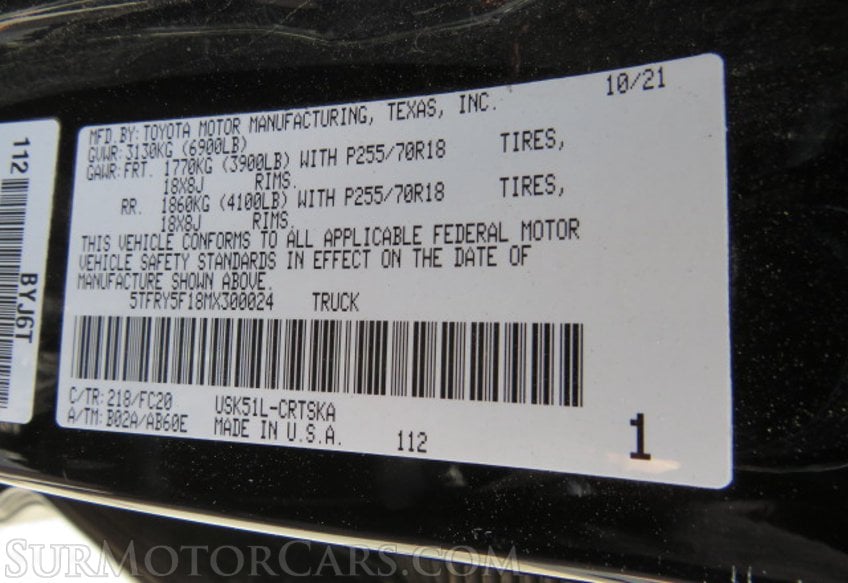 10/21
MFD.BY:TOYOTA MOTOR MANUFACTURING, TEXAS, INC.
GVWR:3130KG (6900LB)
GAWR:FRT. 1770KG (3900LB) WITH P255/70R18 TIRES,
18X8J RIMS.
RR. 1860KG (4100LB) WITH P255/70R18 TIRES,
18X8J RIMS.
THIS VEHICLE CONFORMS TO ALL APPLICABLE FEDERAL MOTOR
VEHICLE SAFETY STANDARDS IN EFFECT ON THE DATE OF
MANUFACTURE SHOWN ABOVE.
5TFRY5F18MX300024 TRUCK
C/TR:218/FC20 USK51L-CRTSKA
A/TM:B02A/AB60E MADE IN U.S.A. 112
1
112
BYJ6T
SURMOTORCARS.COM